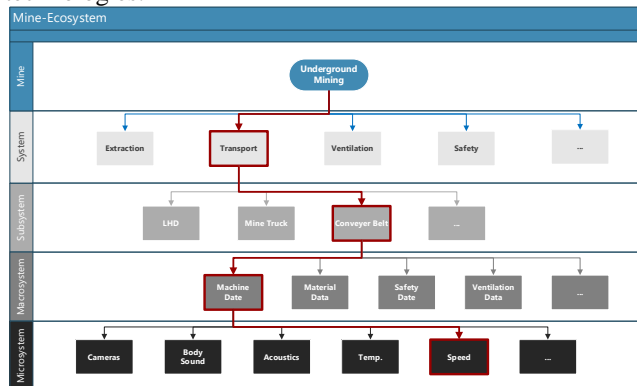 Mine-Ecosystem
Mine
Underground
Mining
System
Extraction
Transport
Ventilation
Safety
...
Subsystem
LHD
Mine Truck
Conveyer Belt
...
Macrosystem
Machine
Date
Material
Data
Safety
Date
Ventilation
Data
...
Microsystem
Cameras
Body
Sound
Acoustics
Temp.
Speed
...